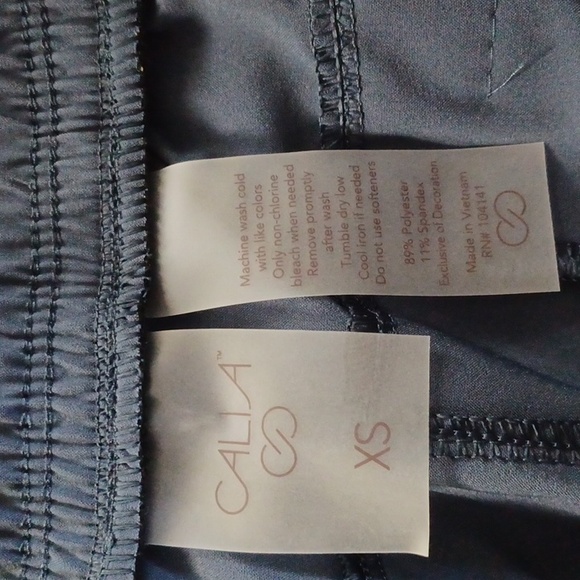 Machine wash cold
with like colors
Only non-chlorine
bleach when needed
Remove promptly
after wash
Tumble dry low
Cool iron if needed
Do not use softeners
89% Polyester
11% Spandex
Exclusive of Decoration
Made in Vietnam
RN# 104141
CALIA™
XS